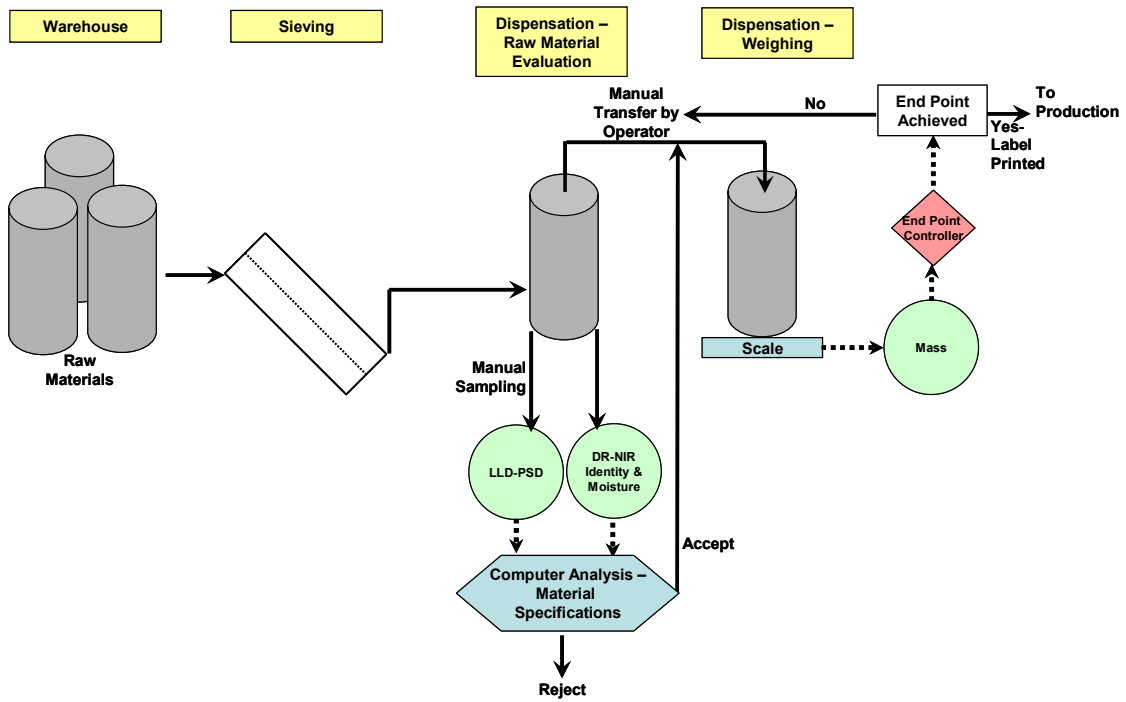 Warehouse
Sieving
Dispensation –
Raw Material
Evaluation
Dispensation –
Weighing
Manual
Transfer by
Operator
No
End Point
Achieved
To
Production
Yes-
Label
Printed
End Point
Controller
Raw
Materials
Manual
Sampling
Scale
Mass
LLD-PSD
DR-NIR
Identity &
Moisture
Accept
Computer Analysis –
Material
Specifications
Reject